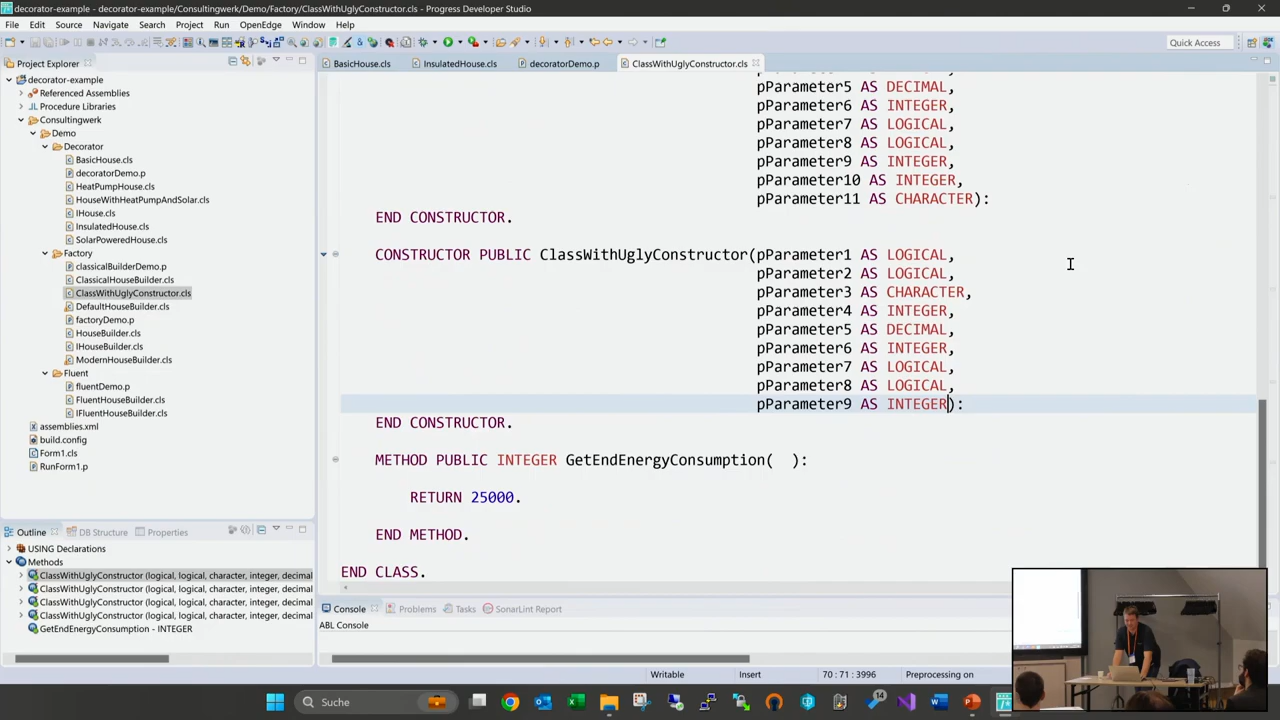 decorator-example - decorator-example/Consultingwerk/Demo/Factory/ClassWithUglyConstructor.cls - Progress Developer Studio
File Edit Source Navigate Search Project Run OpenEdge Window Help
Quick Access
Project Explorer
decorator-example
Referenced Assemblies
Procedure Libraries
Consultingwerk
Demo
Decorator
BasicHouse.cls
decoratorDemo.p
HeatPumpHouse.cls
HouseWithHeatPumpAndSolar.cls
IHouse.cls
InsulatedHouse.cls
SolarPoweredHouse.cls
Factory
classicalBuilderDemo.p
ClassicalHouseBuilder.cls
ClassWithUglyConstructor.cls
DefaultHouseBuilder.cls
factoryDemo.p
HouseBuilder.cls
IHouseBuilder.cls
ModernHouseBuilder.cls
Fluent
fluentDemo.p
FluentHouseBuilder.cls
IFluentHouseBuilder.cls
assemblies.xml
build.config
Form1.cls
RunForm1.p
Outline DB Structure Properties
USING Declarations
Methods
ClassWithUglyConstructor (logical, logical, character, integer, decimal
ClassWithUglyConstructor (logical, logical, character, integer, decimal
ClassWithUglyConstructor (logical, logical, character, integer, decimal
ClassWithUglyConstructor (logical, logical, character, integer, decimal
GetEndEnergyConsumption - INTEGER
BasicHouse.cls InsulatedHouse.cls decoratorDemo.p ClassWithUglyConstructor.cls
pParameter5 AS DECIMAL,
pParameter6 AS INTEGER,
pParameter7 AS LOGICAL,
pParameter8 AS LOGICAL,
pParameter9 AS INTEGER,
pParameter10 AS INTEGER,
pParameter11 AS CHARACTER):
END CONSTRUCTOR.
CONSTRUCTOR PUBLIC ClassWithUglyConstructor(pParameter1 AS LOGICAL,
pParameter2 AS LOGICAL,
pParameter3 AS CHARACTER,
pParameter4 AS INTEGER,
pParameter5 AS DECIMAL,
pParameter6 AS INTEGER,
pParameter7 AS LOGICAL,
pParameter8 AS LOGICAL,
pParameter9 AS INTEGER):
END CONSTRUCTOR.
METHOD PUBLIC INTEGER GetEndEnergyConsumption(  ):
RETURN 25000.
END METHOD.
END CLASS.
Console Problems Tasks SonarLint Report
ABL Console
Writable Insert 70 : 71 : 3996 Preprocessing on
Suche
14